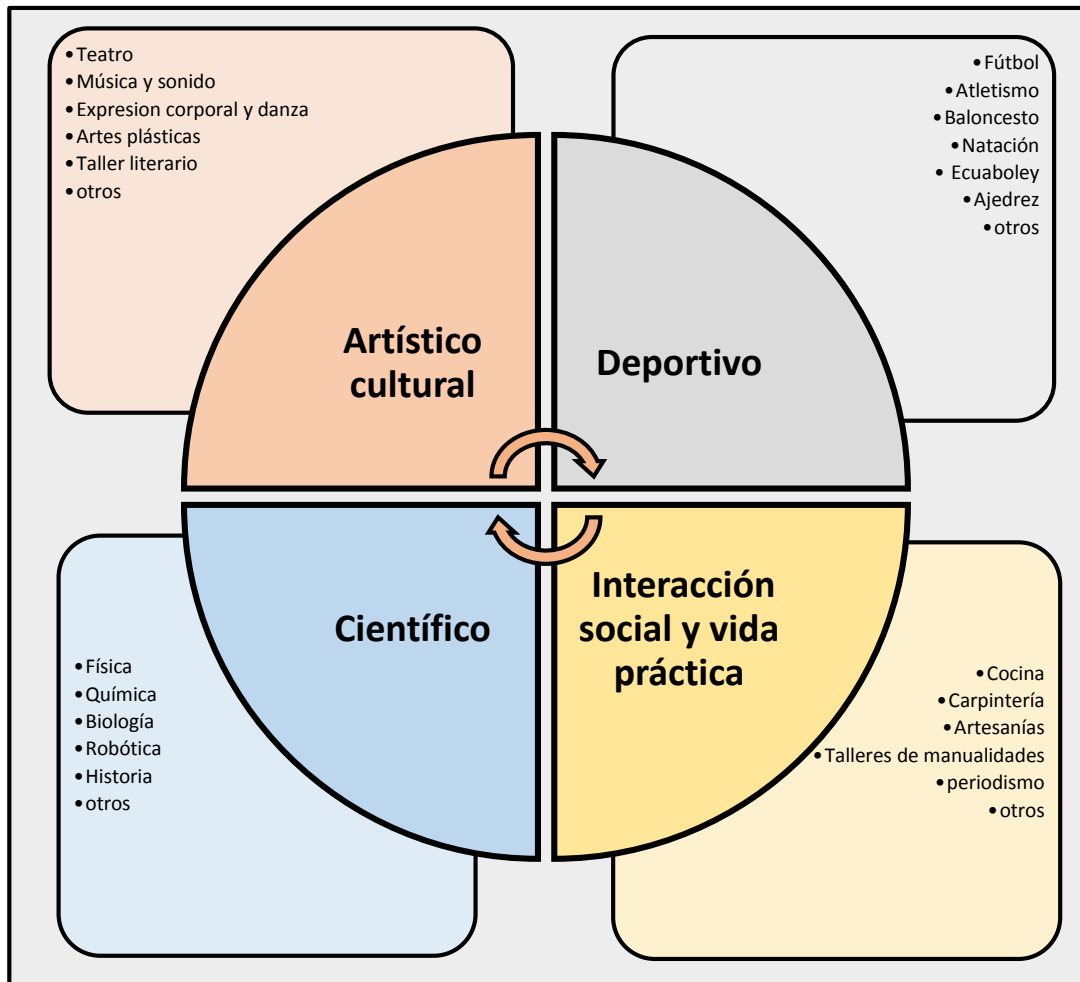 •Teatro
•Música y sonido
•Expresion corporal y danza
•Artes plásticas
•Taller literario
•otros
•Fútbol
•Atletismo
•Baloncesto
•Natación
• Ecuaboley
•Ajedrez
•otros
Artístico
cultural
Deportivo
Científico
Interacción
social y vida
práctica
•Física
•Química
•Biología
•Robótica
•Historia
•otros
•Cocina
•Carpintería
•Artesanías
•Talleres de manualidades
•periodismo
•otros